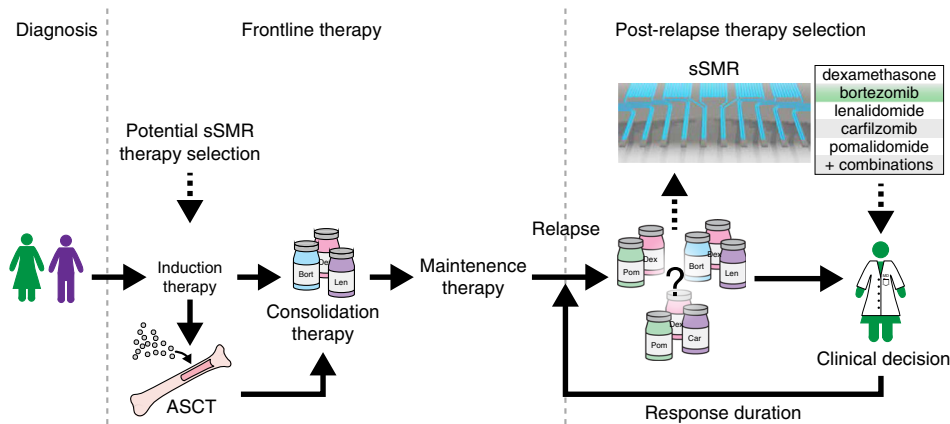 Diagnosis
Frontline therapy
Post-relapse therapy selection
sSMR
dexamethasone
bortezomib
lenalidomide
carfilzomib
pomalidomide
+ combinations
Potential sSMR
therapy selection
Relapse
Induction
therapy
Bort
De
Len
Consolidation
therapy
Maintenence
therapy
Pom
Dex
Bort
Dex
Len
?
Pom
Dex
Car
Clinical decision
ASCT
Response duration